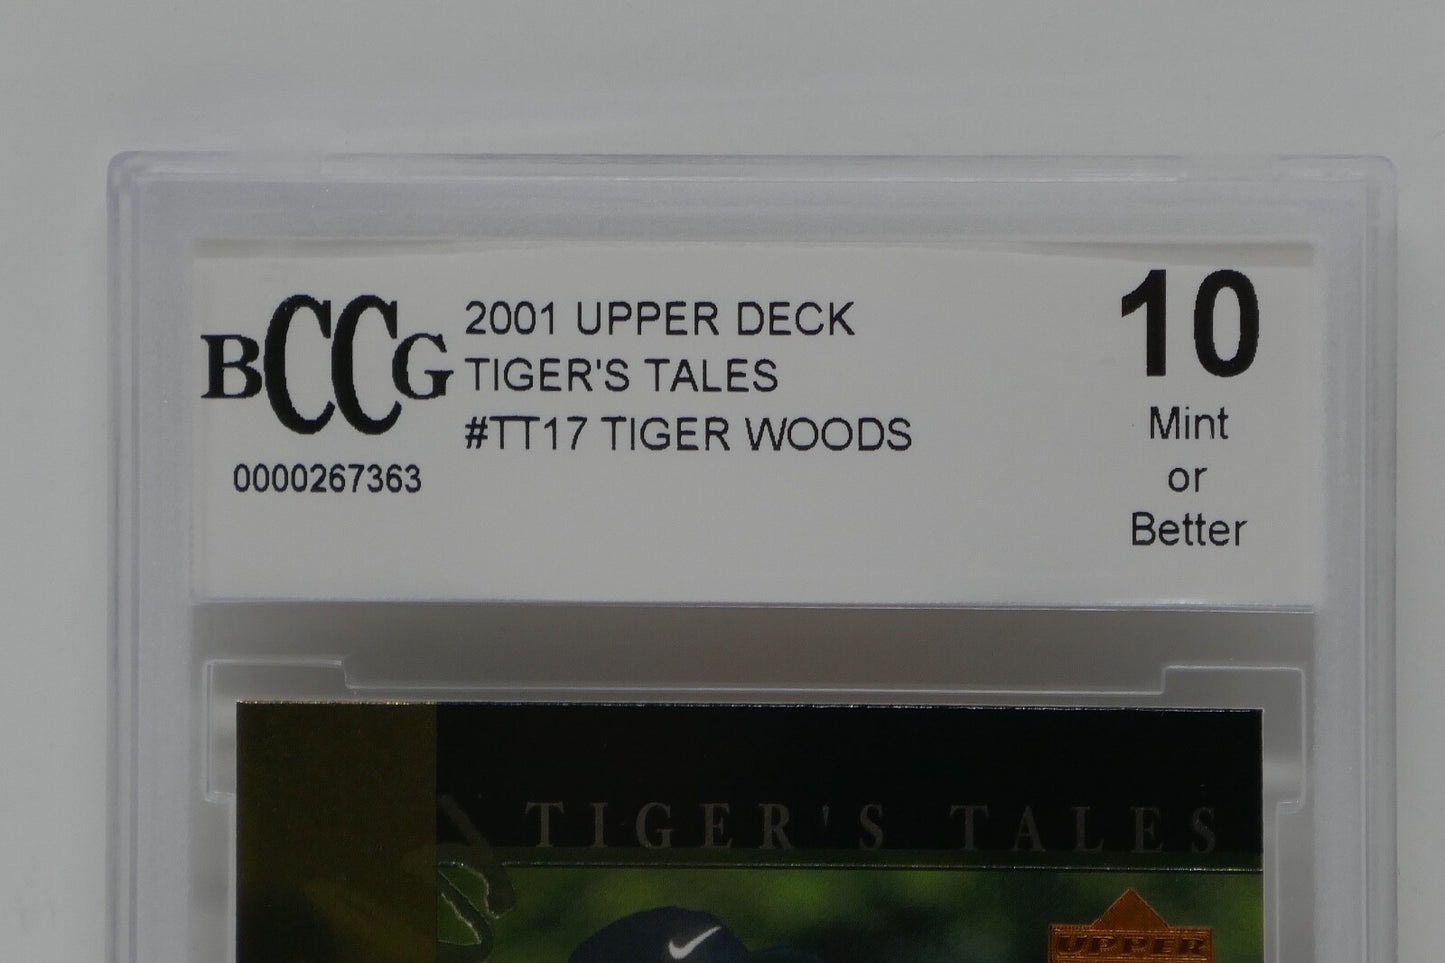 BCCG
0000267363
2001 UPPER DECK
TIGER'S TALES
#TT17 TIGER WOODS
10
Mint
or
Better
TIGER'S TALES
UPPER